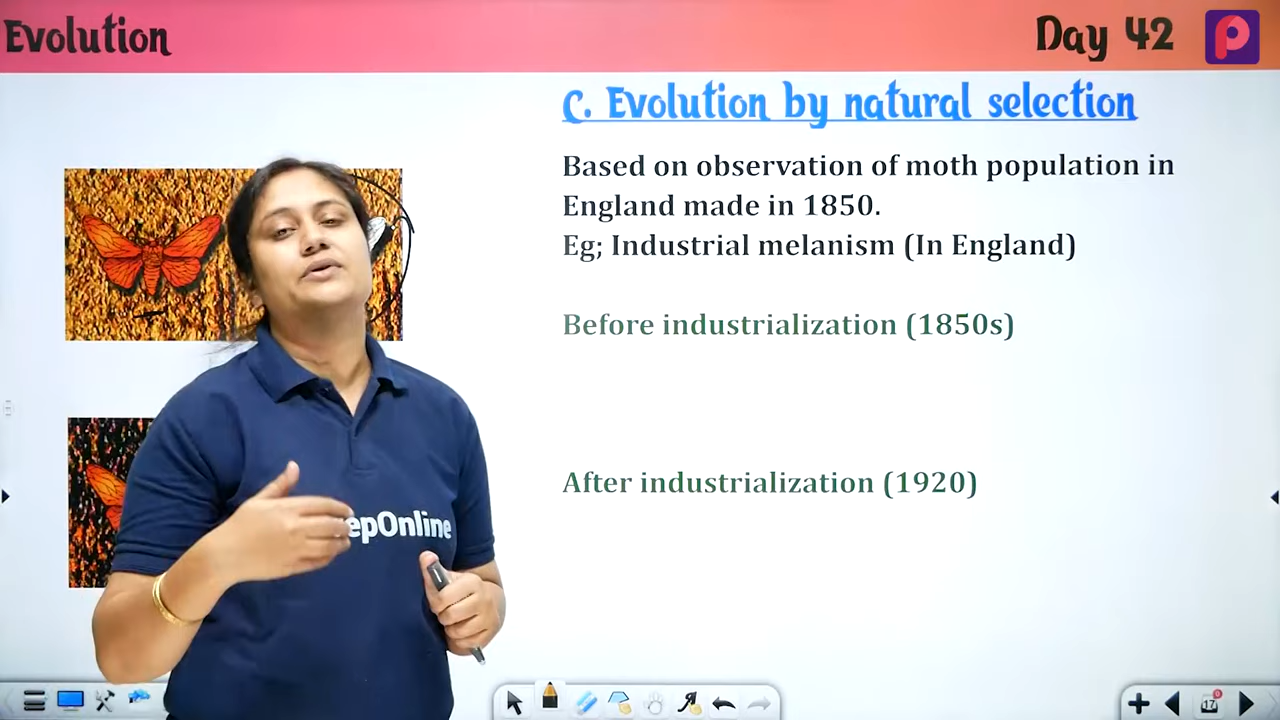 Evolution
Day 42
C. Evolution by natural selection
Based on observation of moth population in
England made in 1850.
Eg; Industrial melanism (In England)
Before industrialization (1850s)
After industrialization (1920)
epOnline
17